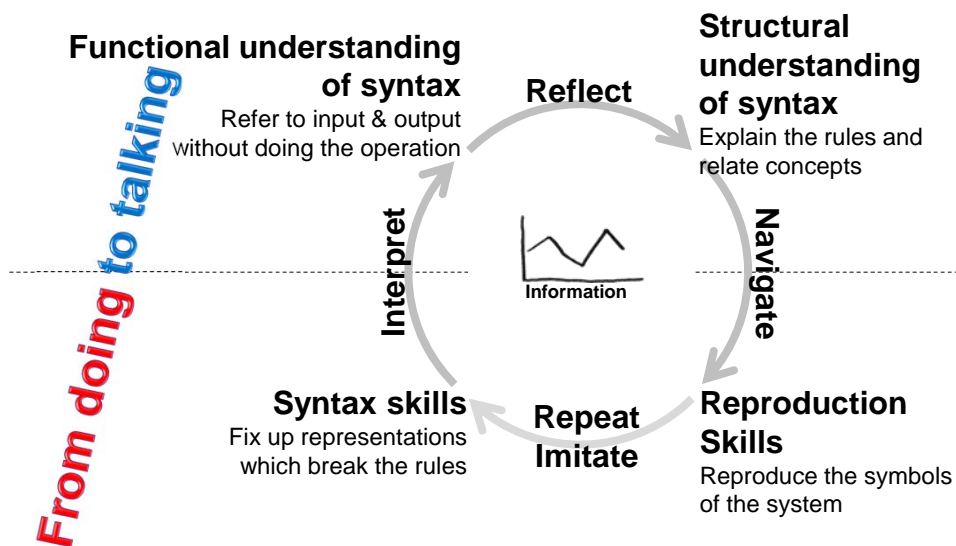 Functional understanding
of syntax
Refer to input & output
without doing the operation
Reflect
Structural
understanding
of syntax
Explain the rules and
relate concepts
From doing to talking
Interpret
Information
Navigate
Syntax skills
Fix up representations
which break the rules
Repeat
Imitate
Reproduction
Skills
Reproduce the symbols
of the system